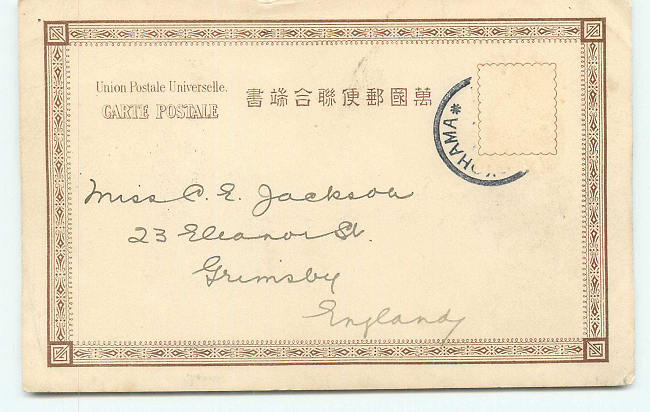 Union Postale Universelle.
CARTE POSTALE
書端合聯便郵國萬
HAMA *
Miss C. E. Jackson
23 Eleanor St.
Grimsby
England